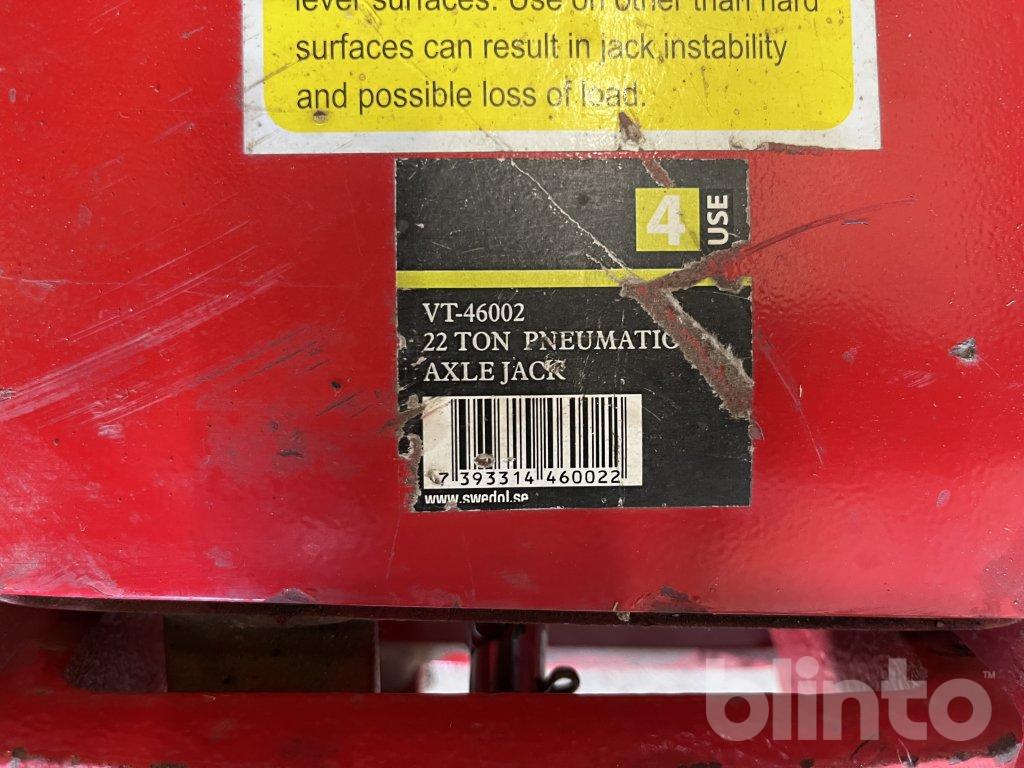 level surfaces. Use on other than hard
surfaces can result in jack instability
and possible loss of load.
4 USE
VT-46002
22 TON PNEUMATIC
AXLE JACK
7 393314 460022
www.swedol.se
blinto™